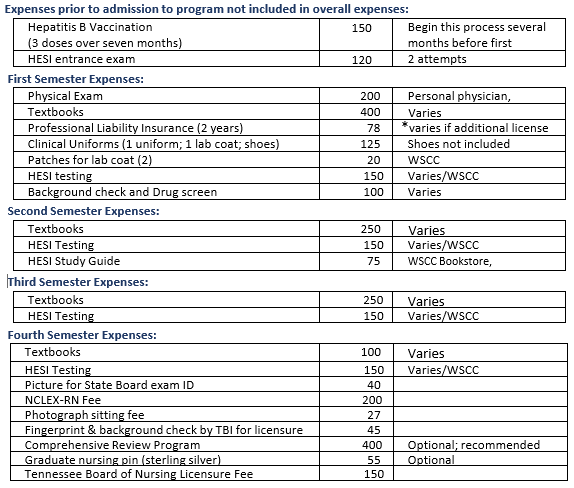 Expenses prior to admission to program not included in overall expenses:
Hepatitis B Vaccination 150 Begin this process several
(3 doses over seven months) months before first
HESI entrance exam 120 2 attempts
First Semester Expenses:
Physical Exam 200 Personal physician,
Textbooks 400 Varies
Professional Liability Insurance (2 years) 78 *varies if additional license
Clinical Uniforms (1 uniform; 1 lab coat; shoes) 125 Shoes not included
Patches for lab coat (2) 20 WSCC
HESI testing 150 Varies/WSCC
Background check and Drug screen 100 Varies
Second Semester Expenses:
Textbooks 250 Varies
HESI Testing 150 Varies/WSCC
HESI Study Guide 75 WSCC Bookstore,
Third Semester Expenses:
Textbooks 250 Varies
HESI Testing 150 Varies/WSCC
Fourth Semester Expenses:
Textbooks 100 Varies
HESI Testing 150 Varies/WSCC
Picture for State Board exam ID 40
NCLEX-RN Fee 200
Photograph sitting fee 27
Fingerprint & background check by TBI for licensure 45
Comprehensive Review Program 400 Optional; recommended
Graduate nursing pin (sterling silver) 55 Optional
Tennessee Board of Nursing Licensure Fee 150